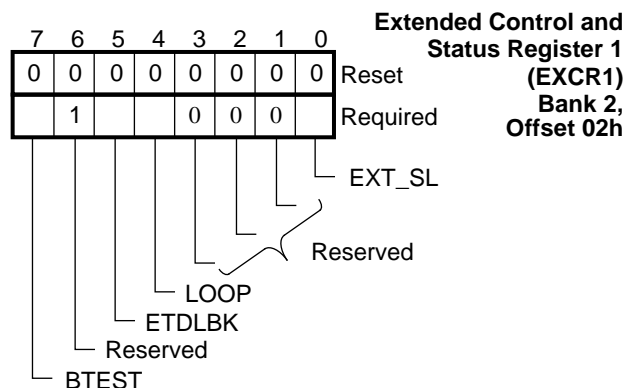 Extended Control and
Status Register 1
(EXCR1)
Bank 2,
Offset 02h
7 6 5 4 3 2 1 0
0 0 0 0 0 0 0 0 Reset
1 0 0 0 Required
EXT_SL
Reserved
LOOP
ETDLBK
Reserved
BTEST